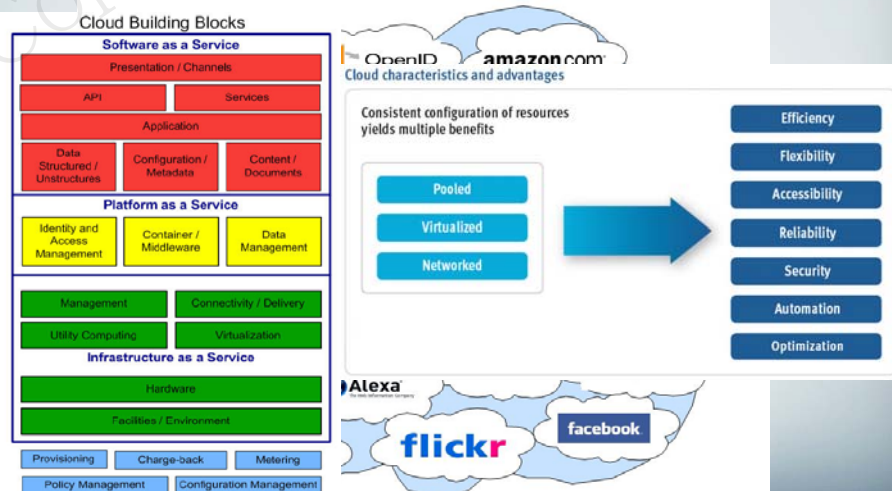 Cloud Building Blocks
Software as a Service
Presentation / Channels
API
Services
Application
Data
Structured /
Unstructures
Configuration /
Metadata
Content /
Documents
Platform as a Service
Identity and
Access
Management
Container /
Middleware
Data
Management
Management
Connectivity / Delivery
Utility Computing
Virtualization
Infrastructure as a Service
Hardware
Facilities / Environment
Provisioning
Charge-back
Metering
Policy Management
Configuration Management
OpenID
amazon.com
Cloud characteristics and advantages
Consistent configuration of resources
yields multiple benefits
Pooled
Virtualized
Networked
Efficiency
Flexibility
Accessibility
Reliability
Security
Automation
Optimization
Alexa
The Web Information Company
flickr
facebook